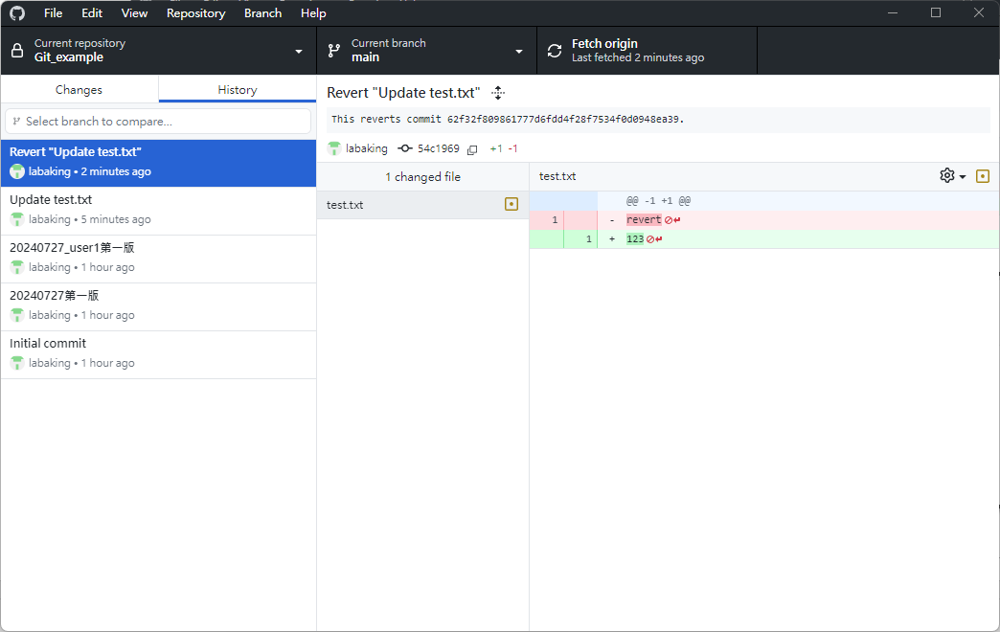 File Edit View Repository Branch Help
Current repository
Git_example
Current branch
main
Fetch origin
Last fetched 2 minutes ago
Changes
History
Select branch to compare...
Revert "Update test.txt"
labaking • 2 minutes ago
Update test.txt
labaking • 5 minutes ago
20240727_user1第一版
labaking • 1 hour ago
20240727第一版
labaking • 1 hour ago
Initial commit
labaking • 1 hour ago
Revert "Update test.txt"
This reverts commit 62f32f809861777d6fdd4f28f7534f0d0948ea39.
labaking 54c1969 +1 -1
1 changed file
test.txt
test.txt
@@ -1 +1 @@
1 - revert
1 + 123